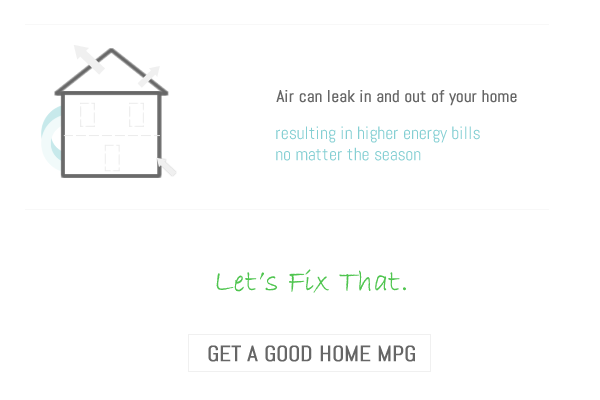 Air can leak in and out of your home
resulting in higher energy bills
no matter the season
Let's Fix That.
GET A GOOD HOME MPG